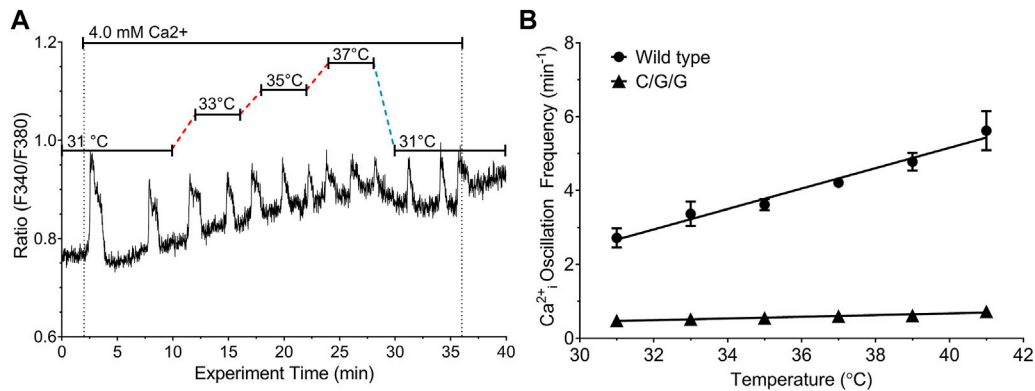 A
4.0 mM Ca2+
37°C
35°C
33°C
31 °C
31°C
Ratio (F340/F380)
1.2
1.0
0.8
0.6
0 5 10 15 20 25 30 35 40
Experiment Time (min)
B
Wild type
C/G/G
Ca²⁺ᵢ Oscillation Frequency (min⁻¹)
8
6
4
2
0
30 32 34 36 38 40 42
Temperature (°C)